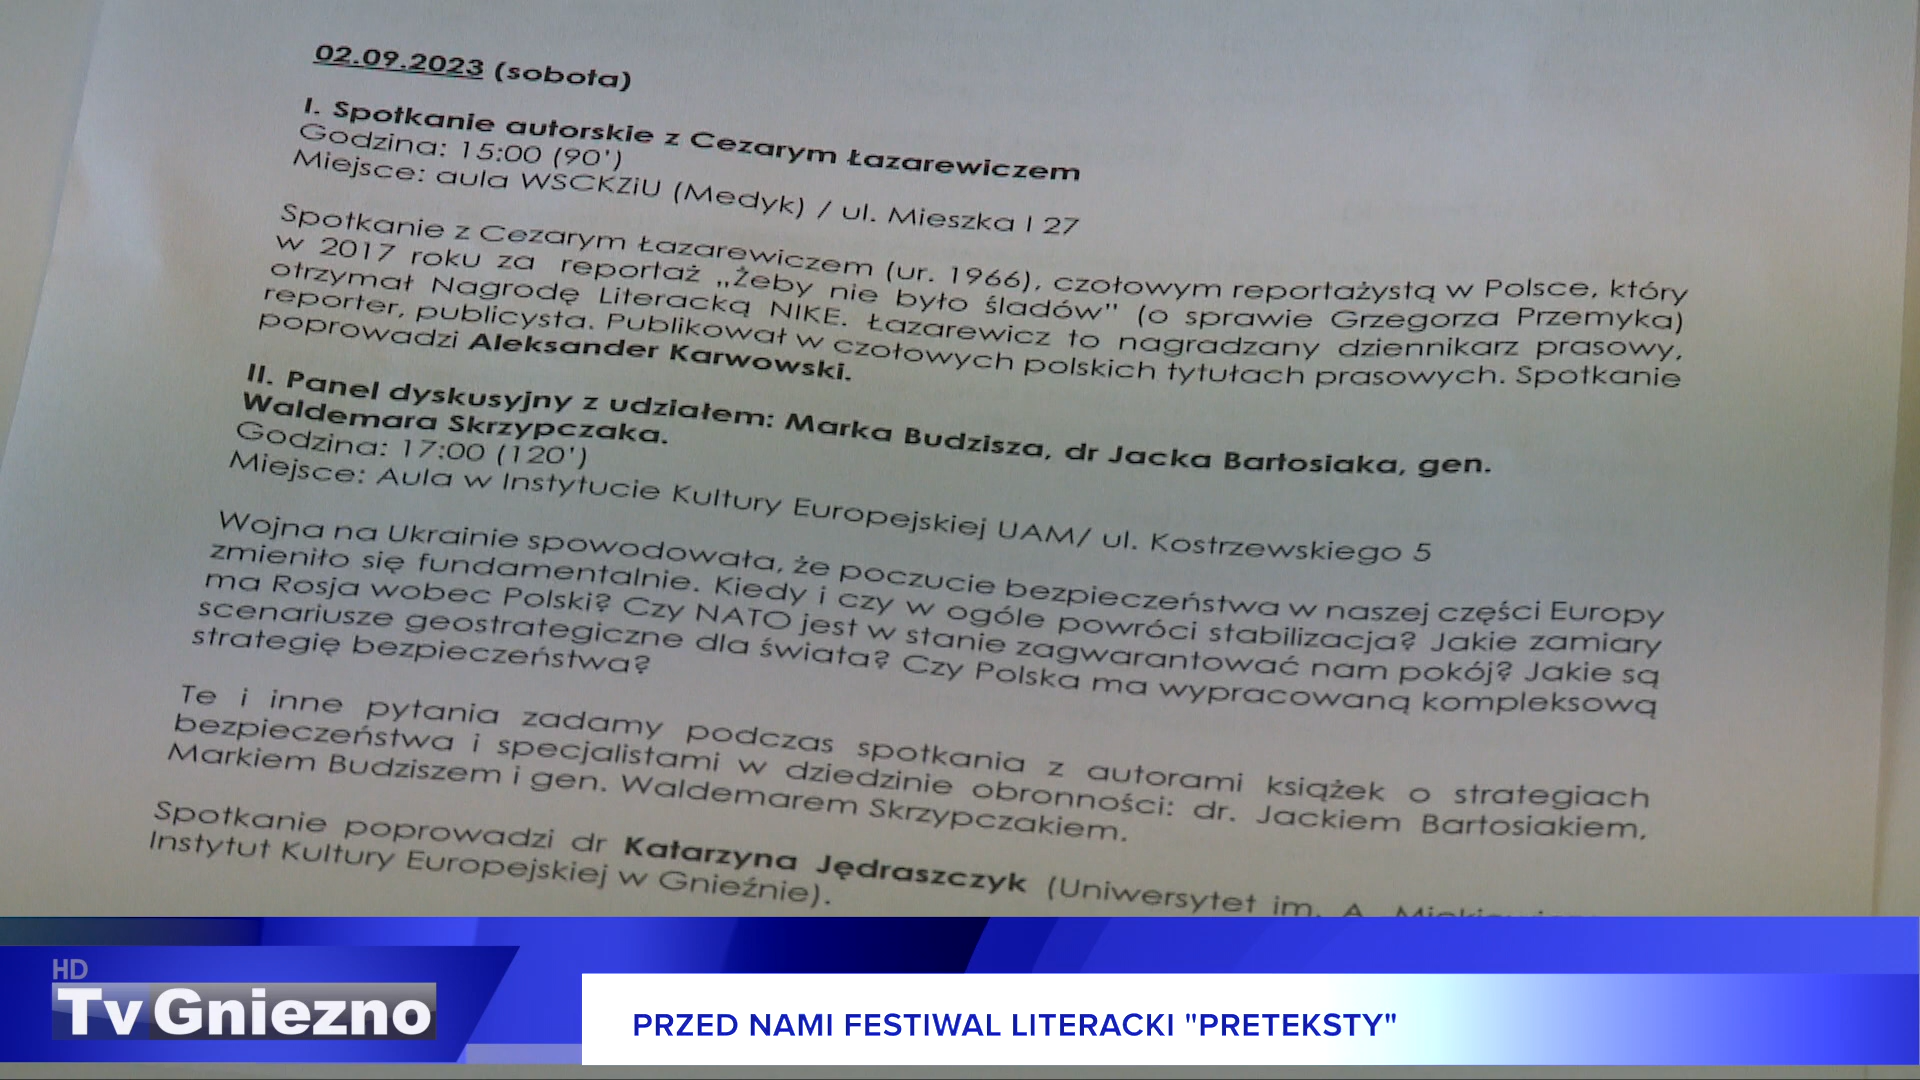 02.09.2023 (sobota)
I. Spotkanie autorskie z Cezarym Łazarewiczem
Godzina: 15:00 (90')
Miejsce: aula WSCKZiU (Medyk) / ul. Mieszka I 27
Spotkanie z Cezarym Łazarewiczem (ur. 1966), czołowym reportażystą w Polsce, który
w 2017 roku za reportaż „Żeby nie było śladów” (o sprawie Grzegorza Przemyka)
otrzymał Nagrodę Literacką NIKE. Łazarewicz to nagradzany dziennikarz prasowy,
reporter, publicysta. Publikował w czołowych polskich tytułach prasowych. Spotkanie
poprowadzi Aleksander Karwowski.
II. Panel dyskusyjny z udziałem: Marka Budzisza, dr Jacka Bartosiaka, gen.
Waldemara Skrzypczaka.
Godzina: 17:00 (120')
Miejsce: Aula w Instytucie Kultury Europejskiej UAM/ ul. Kostrzewskiego 5
Wojna na Ukrainie spowodowała, że poczucie bezpieczeństwa w naszej części Europy
zmieniło się fundamentalnie. Kiedy i czy w ogóle powróci stabilizacja? Jakie zamiary
ma Rosja wobec Polski? Czy NATO jest w stanie zagwarantować nam pokój? Jakie są
scenariusze geostrategiczne dla świata? Czy Polska ma wypracowaną kompleksową
strategię bezpieczeństwa?
Te i inne pytania zadamy podczas spotkania z autorami książek o strategiach
bezpieczeństwa i specjalistami w dziedzinie obronności: dr. Jackiem Bartosiakiem,
Markiem Budziszem i gen. Waldemarem Skrzypczakiem.
Spotkanie poprowadzi dr Katarzyna Jędraszczyk (Uniwersytet im. A.
Instytut Kultury Europejskiej w Gnieźnie).
HD
Tv Gniezno
PRZED NAMI FESTIWAL LITERACKI "PRETEKSTY"